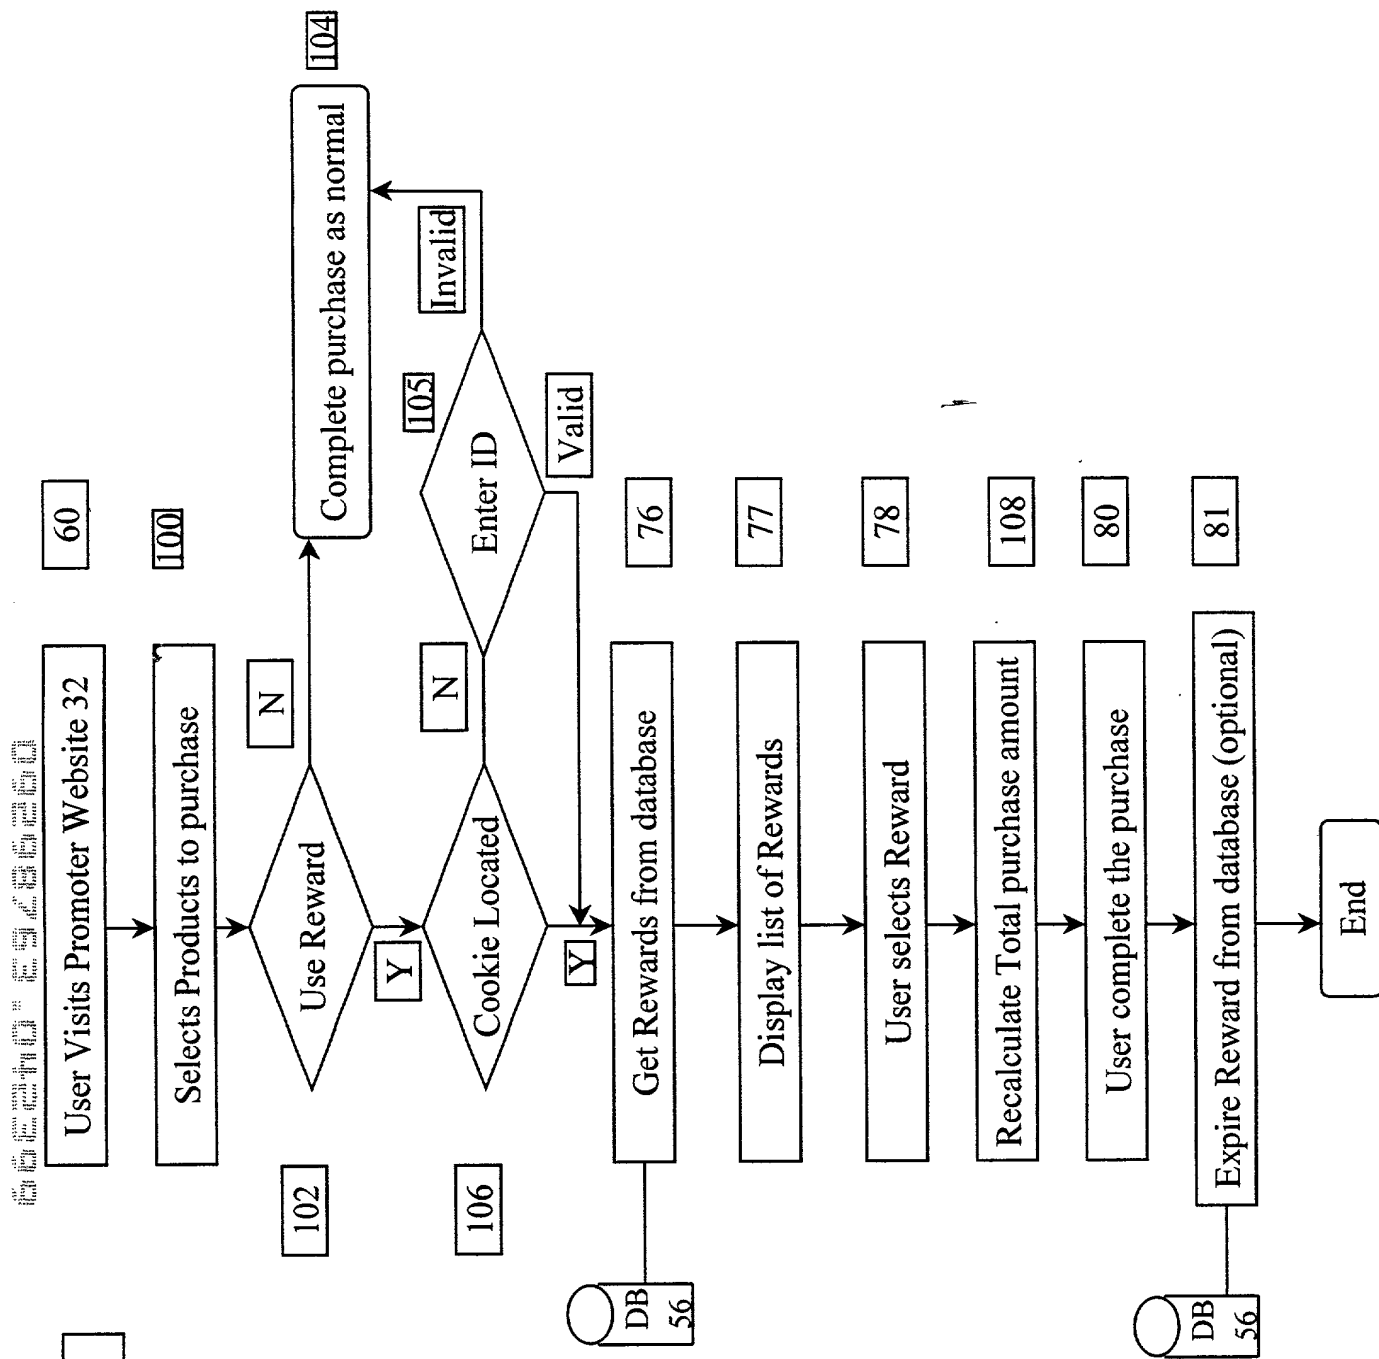 60
User Visits Promoter Website 32
100
Selects Products to purchase
102
Use Reward
N
104
Complete purchase as normal
Y
106
Cookie Located
N
105
Enter ID
Invalid
Valid
Y
76
Get Rewards from database
DB
56
77
Display list of Rewards
78
User selects Reward
108
Recalculate Total purchase amount
80
User complete the purchase
81
Expire Reward from database (optional)
DB
56
End